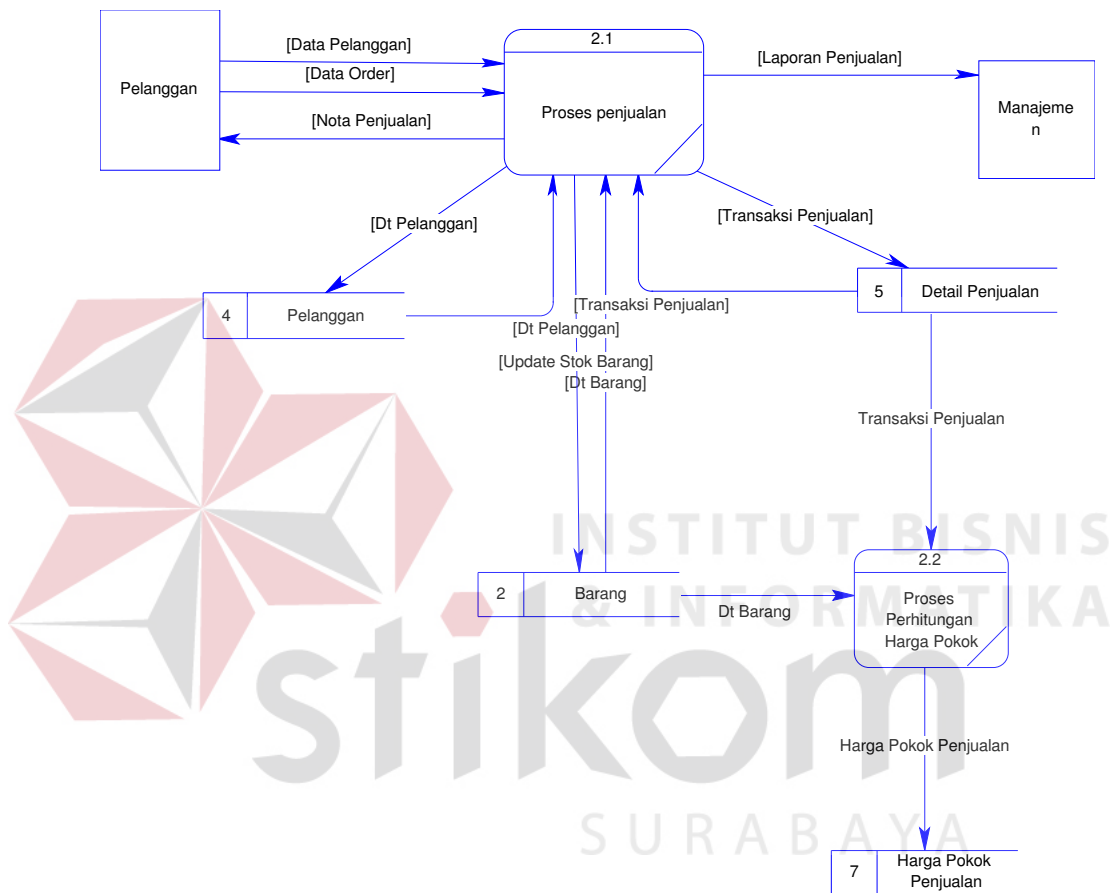 2.1
[Data Pelanggan]
[Laporan Penjualan]
[Data Order]
Pelanggan
Proses penjualan
Manajeme
n
[Nota Penjualan]
[Dt Pelanggan]
[Transaksi Penjualan]
4
Pelanggan
5
Detail Penjualan
[Transaksi Penjualan]
[Dt Pelanggan]
[Update Stok Barang]
[Dt Barang]
Transaksi Penjualan
INSTITUT BISNIS
& INFORMATIKA
2
Barang
Dt Barang
2.2
Proses
Perhitungan
Harga Pokok
stikom
Harga Pokok Penjualan
SURABAYA
7
Harga Pokok
Penjualan